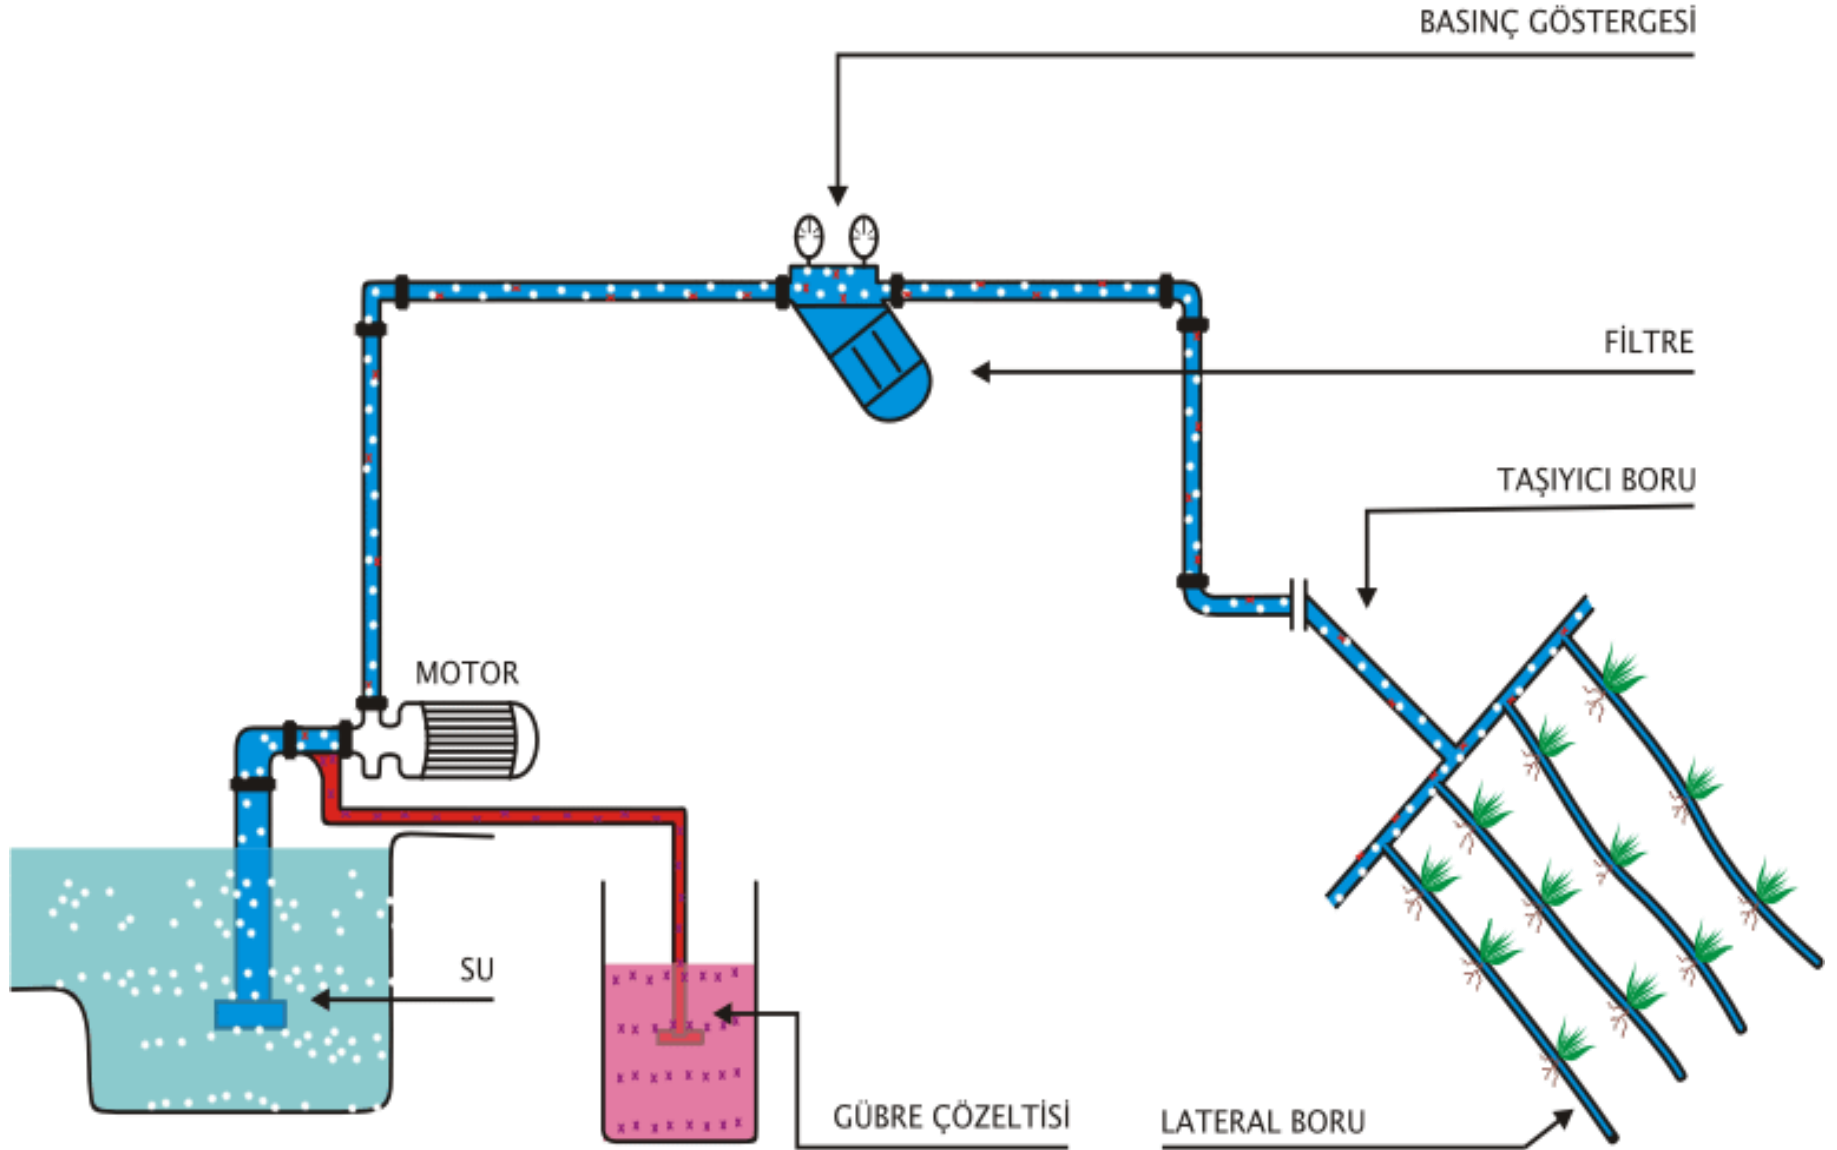 BASINÇ GÖSTERGESİ
FİLTRE
TAŞIYICI BORU
MOTOR
SU
GÜBRE ÇÖZELTİSİ
LATERAL BORU